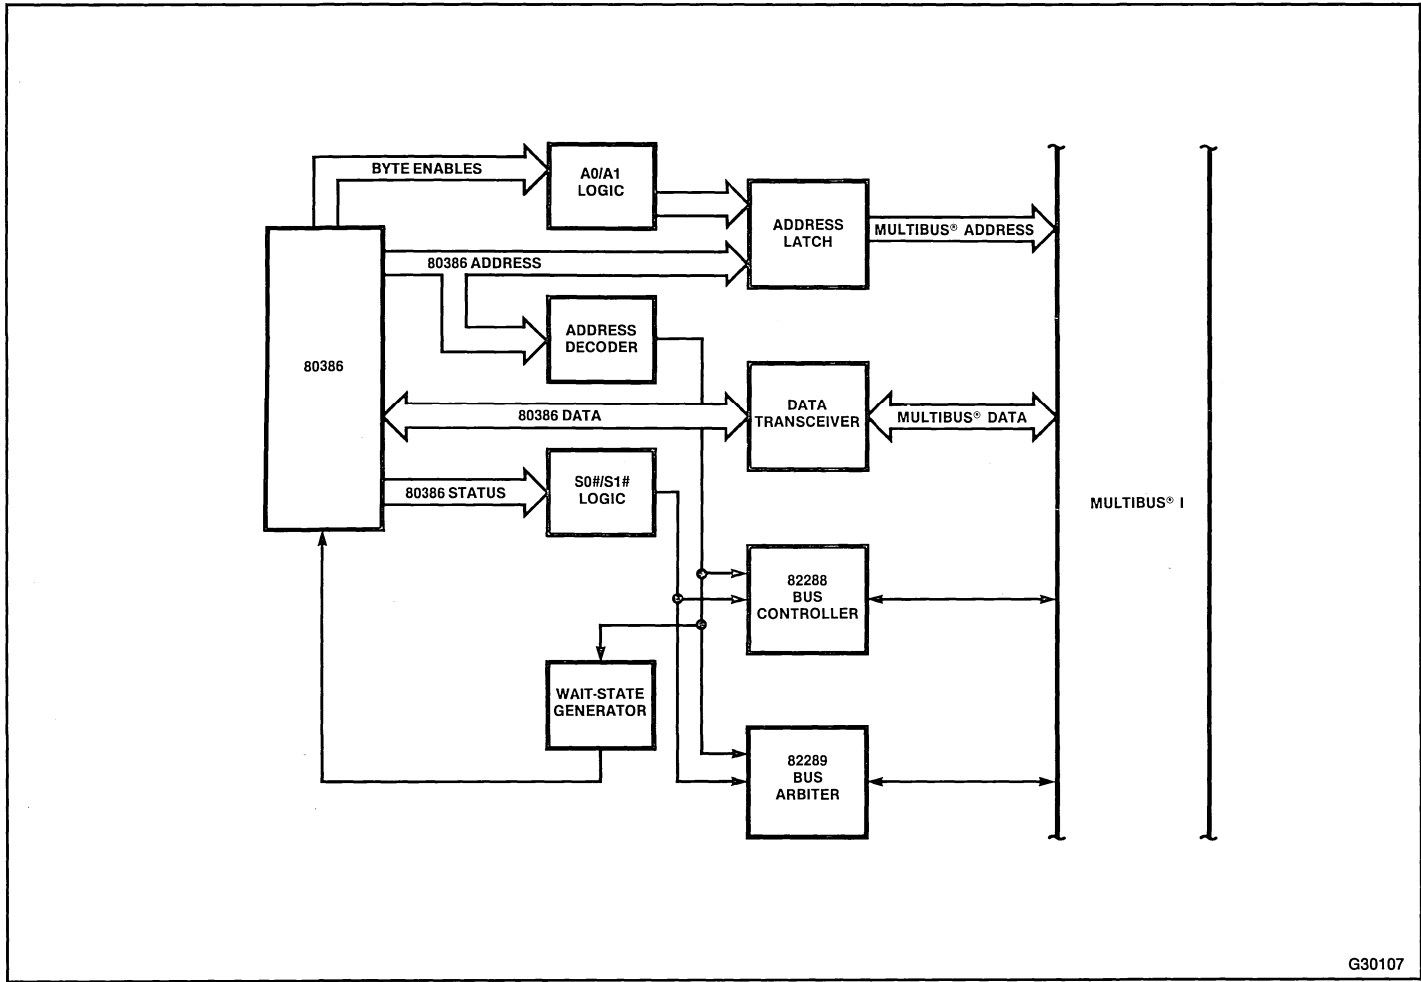 BYTE ENABLES
A0/A1
LOGIC
ADDRESS
LATCH
MULTIBUS® ADDRESS
80386 ADDRESS
ADDRESS
DECODER
80386
80386 DATA
DATA
TRANSCEIVER
MULTIBUS® DATA
80386 STATUS
S0#/S1#
LOGIC
MULTIBUS® I
82288
BUS
CONTROLLER
WAIT-STATE
GENERATOR
82289
BUS
ARBITER
G30107